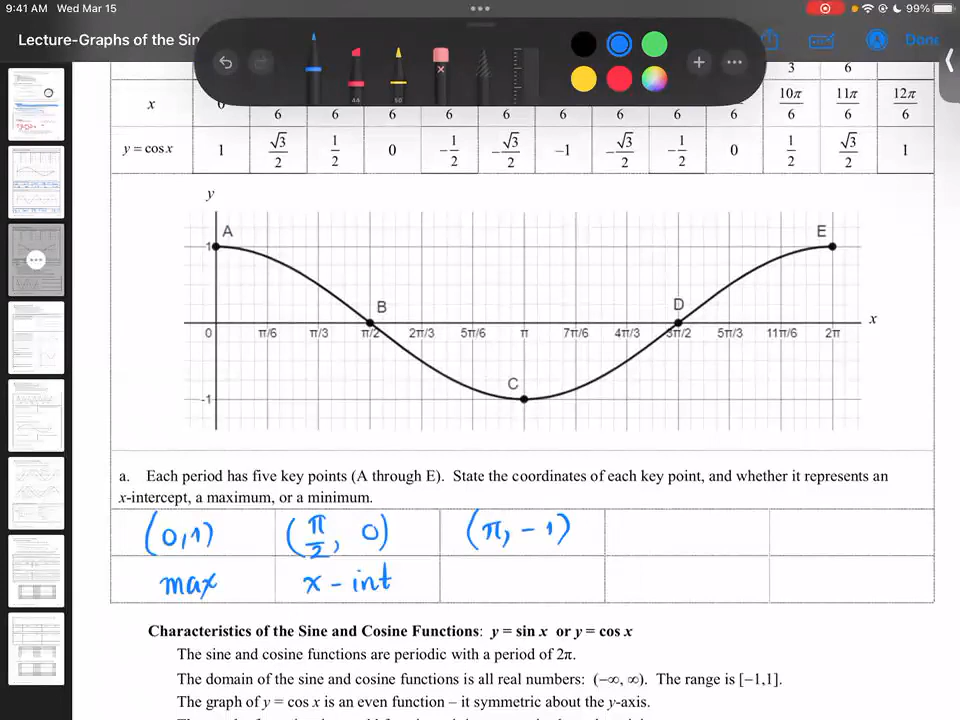 9:41 AM Wed Mar 15
99%
Lecture-Graphs of the Sin
Done
44 50
3 6
x 0 6 6 6 6 6 6 6 6 6 10π/6 11π/6 12π/6
y = cos x 1 √3/2 1/2 0 −1/2 −√3/2 −1 −√3/2 −1/2 0 1/2 √3/2 1
y
A E
1
B D
x
0 π/6 π/3 π/2 2π/3 5π/6 π 7π/6 4π/3 3π/2 5π/3 11π/6 2π
C
-1
a. Each period has five key points (A through E). State the coordinates of each key point, and whether it represents an
x-intercept, a maximum, or a minimum.
(0,1) (π/2, 0) (π, −1)
max x − int
Characteristics of the Sine and Cosine Functions: y = sin x or y = cos x
The sine and cosine functions are periodic with a period of 2π.
The domain of the sine and cosine functions is all real numbers: (−∞, ∞). The range is [−1,1].
The graph of y = cos x is an even function – it symmetric about the y-axis.